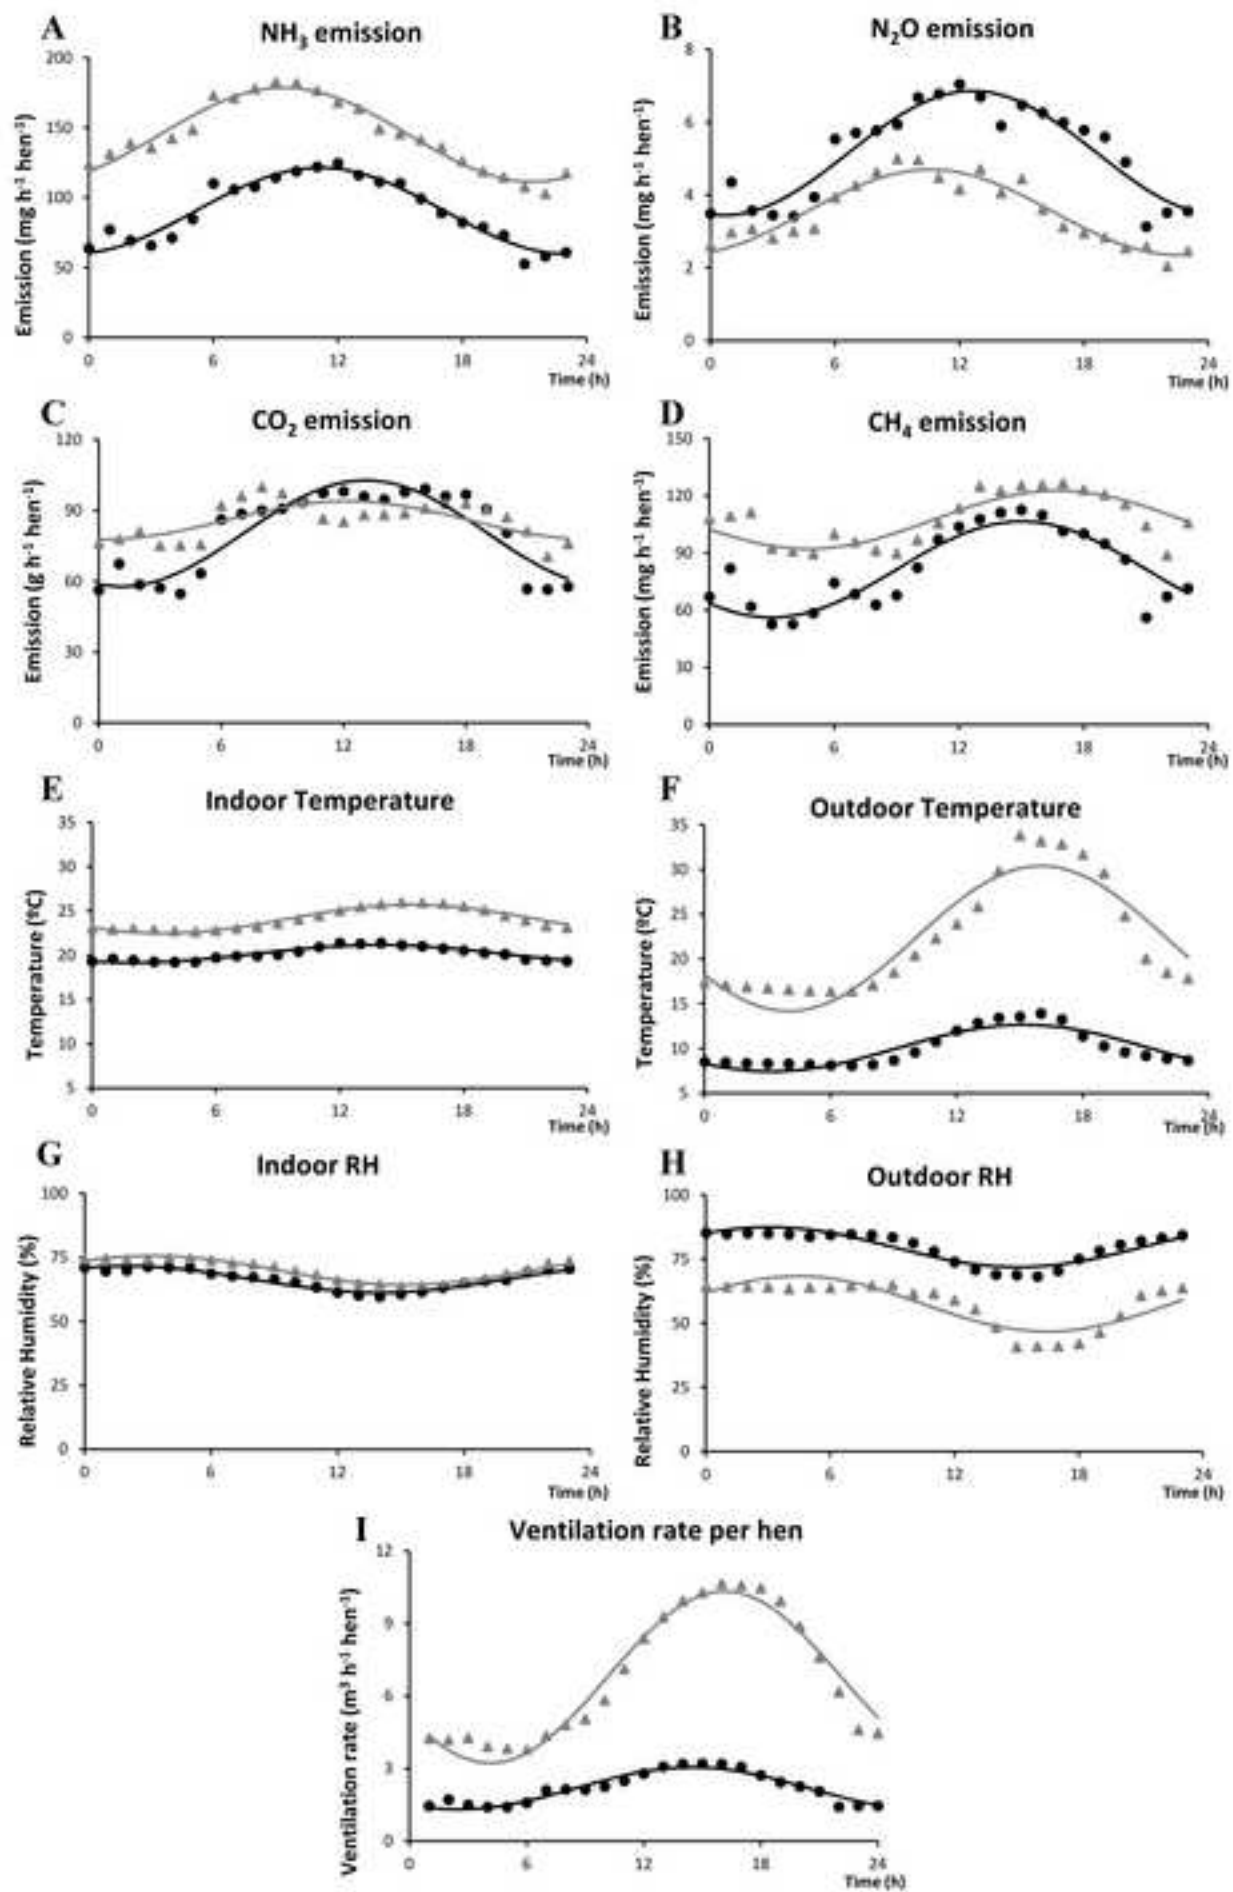 A
NH3 emission
Emission (mg h-1 hen-1)
200
150
100
50
0
0 6 12 18 24
Time (h)
B
N2O emission
Emission (mg h-1 hen-1)
8
6
4
2
0
0 6 12 18 24
Time (h)
C
CO2 emission
Emission (g h-1 hen-1)
120
90
60
30
0
0 6 12 18 24
Time (h)
D
CH4 emission
Emission (mg h-1 hen-1)
150
120
90
60
30
0
0 6 12 18 24
Time (h)
E
Indoor Temperature
Temperature (ºC)
35
30
25
20
15
10
5
0 6 12 18 24
Time (h)
F
Outdoor Temperature
Temperature (ºC)
35
30
25
20
15
10
5
0 6 12 18 24
Time (h)
G
Indoor RH
Relative Humidity (%)
100
75
50
25
0
0 6 12 18 24
Time (h)
H
Outdoor RH
Relative Humidity (%)
100
75
50
25
0
0 6 12 18 24
Time (h)
I
Ventilation rate per hen
Ventilation rate (m3 h-1 hen-1)
12
9
6
3
0
0 6 12 18 24
Time (h)